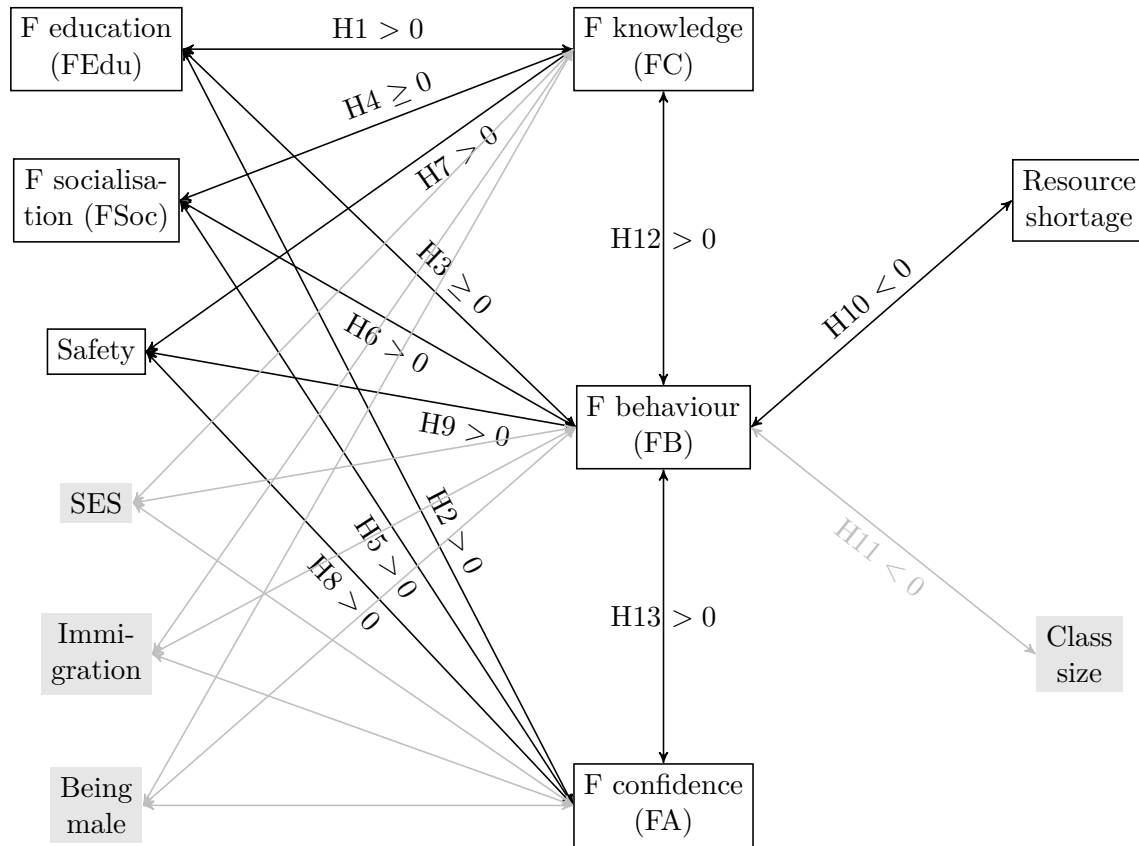 F education
(FEdu)
H1 > 0
F knowledge
(FC)
H4 ≥ 0
H7 > 0
F socialisa-
tion (FSoc)
Resource
shortage
H12 > 0
H3 ≥ 0
H10 < 0
H6 > 0
Safety
F behaviour
(FB)
H9 > 0
SES
H2 > 0
H5 > 0
H11 < 0
H8 > 0
H13 > 0
Immi-
gration
Class
size
Being
male
F confidence
(FA)